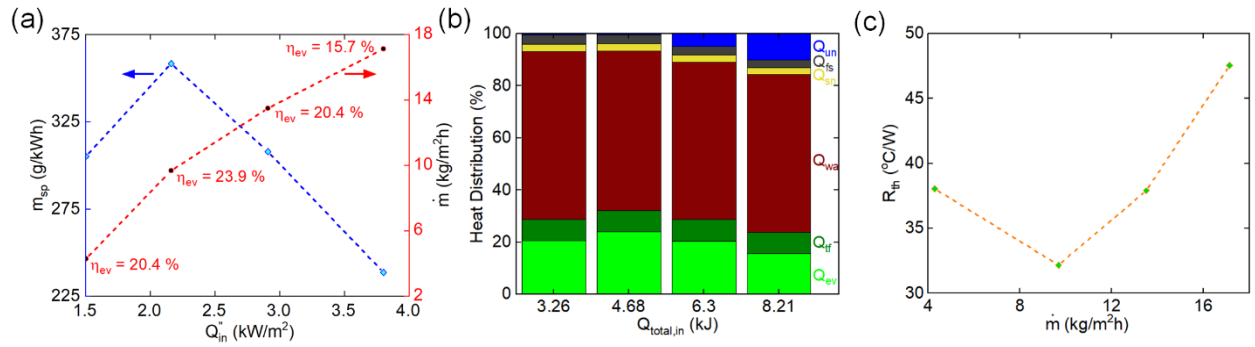 (a)
375
325
275
225
m_sp (g/kWh)
1.5 2.0 2.5 3.0 3.5 4.0
Q̇"_in (kW/m²)
18
14
10
6
2
ṁ (kg/m²h)
η_ev = 15.7 %
η_ev = 20.4 %
η_ev = 23.9 %
η_ev = 20.4 %
(b)
100
80
60
40
20
0
Heat Distribution (%)
3.26 4.68 6.3 8.21
Q_total,in (kJ)
Q_un
Q_fs
Q_sn
Q_wa
Q_tf
Q_ev
(c)
50
45
40
35
30
R_th (°C/W)
4 8 12 16
ṁ (kg/m²h)